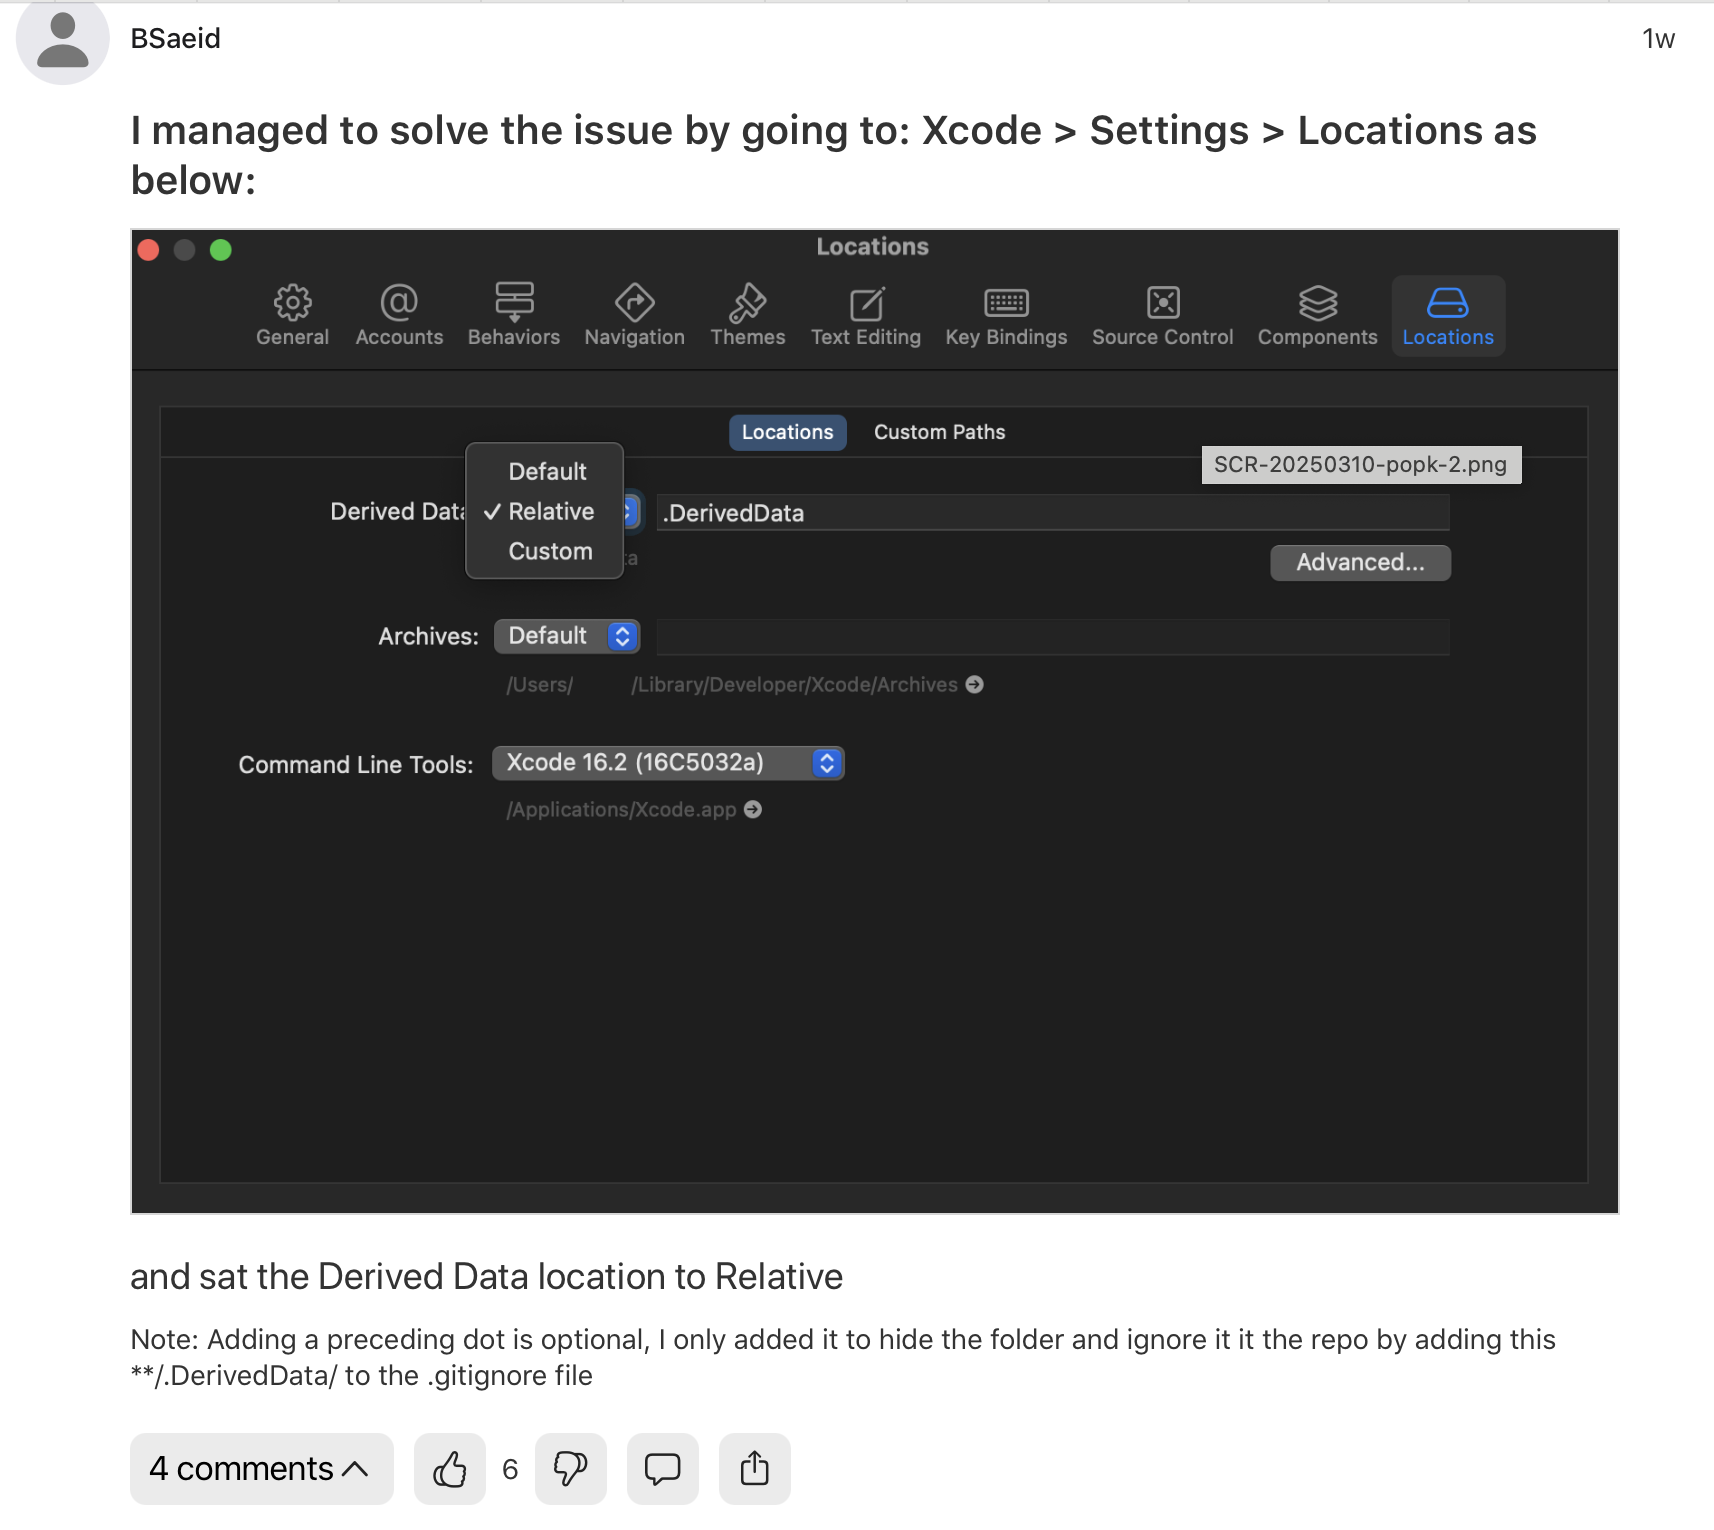 BSaeid
1w
I managed to solve the issue by going to: Xcode > Settings > Locations as
below:
Locations
General Accounts Behaviors Navigation Themes Text Editing Key Bindings Source Control Components Locations
Locations Custom Paths
SCR-20250310-popk-2.png
Default
Derived Data ✓ Relative .DerivedData
Custom ta
Advanced...
Archives: Default
/Users/ /Library/Developer/Xcode/Archives
Command Line Tools: Xcode 16.2 (16C5032a)
/Applications/Xcode.app
and sat the Derived Data location to Relative
Note: Adding a preceding dot is optional, I only added it to hide the folder and ignore it it the repo by adding this
**/.DerivedData/ to the .gitignore file
4 comments 6